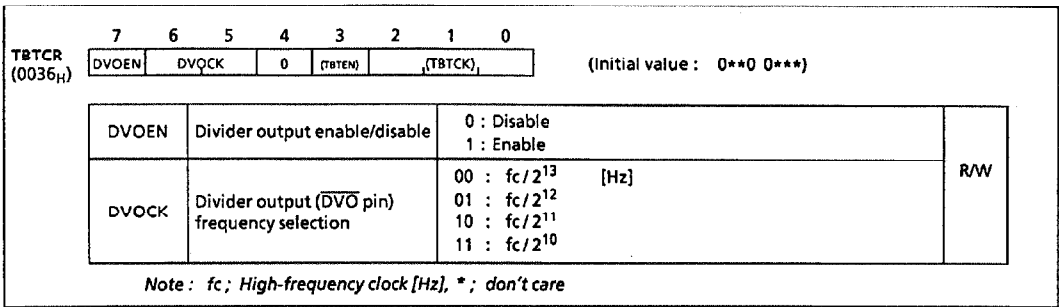 7 6 5 4 3 2 1 0
TBTCR
(0036H)
DVOEN DVOCK 0 (TBTEN) (TBTCK) (Initial value : 0**0 0***)
DVOEN Divider output enable/disable 0 : Disable
1 : Enable
R/W
DVOCK Divider output (DVO pin)
frequency selection
00 : fc/2^13 [Hz]
01 : fc/2^12
10 : fc/2^11
11 : fc/2^10
Note : fc ; High-frequency clock [Hz], * ; don't care